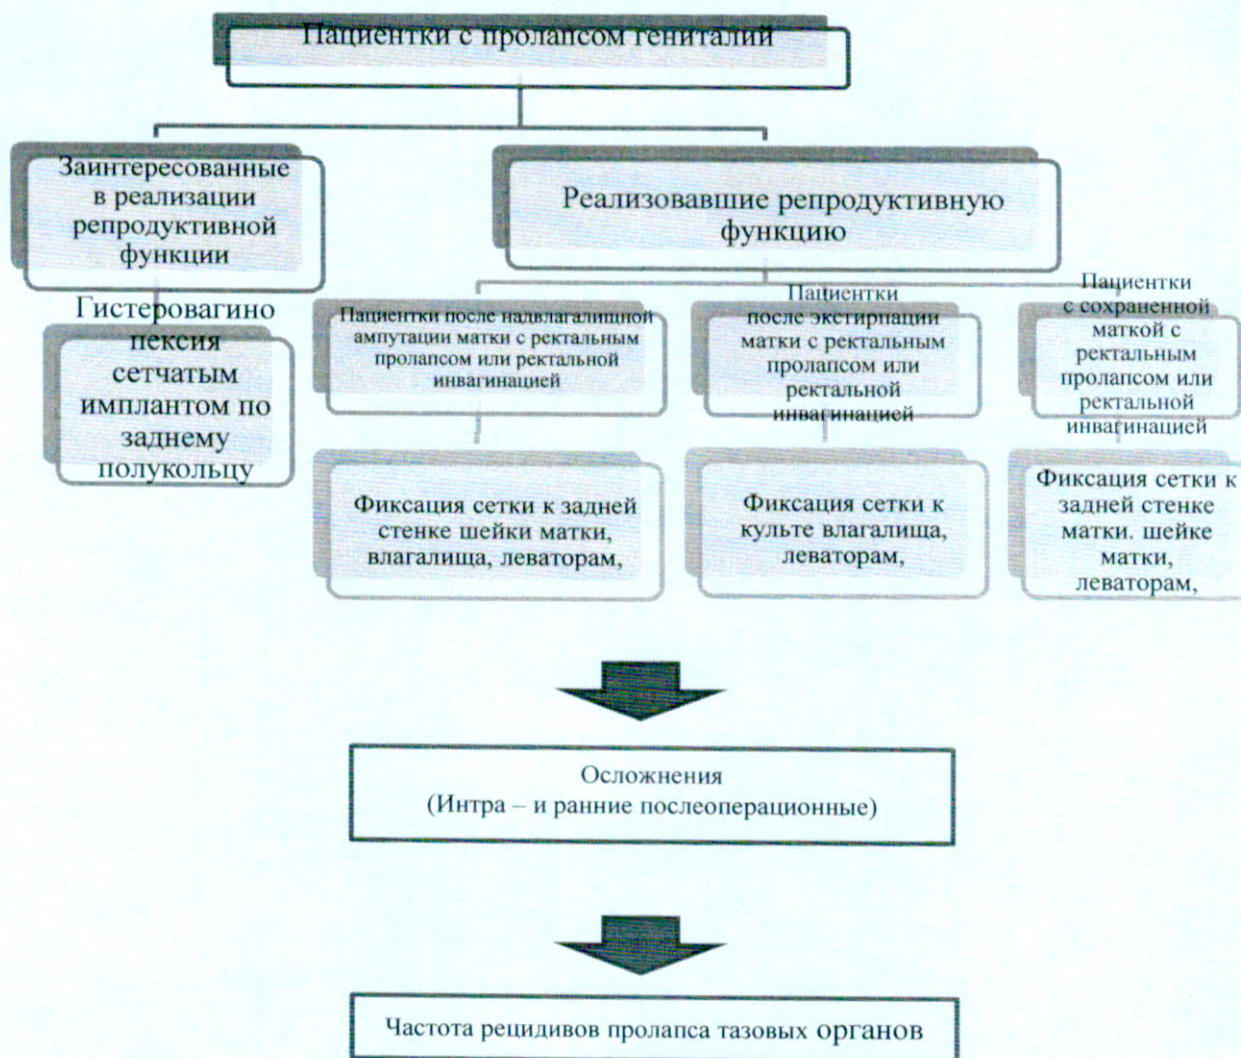 Пациентки с пролапсом гениталий
Заинтересованные
в реализации
репродуктивной
функции
Реализовавшие репродуктивную
функцию
Гистеровагино
пексия
сетчатым
имплантом по
заднему
полукольцу
Пациентки после надвлагалищной
ампутации матки с ректальным
пролапсом или ректальной
инвагинацией
Пациентки
после экстирпации
матки с ректальным
пролапсом или
ректальной
инвагинацией
Пациентки
с сохраненной
маткой с
ректальным
пролапсом или
ректальной
инвагинацией
Фиксация сетки к задней
стенке шейки матки,
влагалища, леваторам,
Фиксация сетки к
культе влагалища,
леваторам,
Фиксация сетки к
задней стенке
матки. шейке
матки,
леваторам,
Осложнения
(Интра – и ранние послеоперационные)
Частота рецидивов пролапса тазовых органов